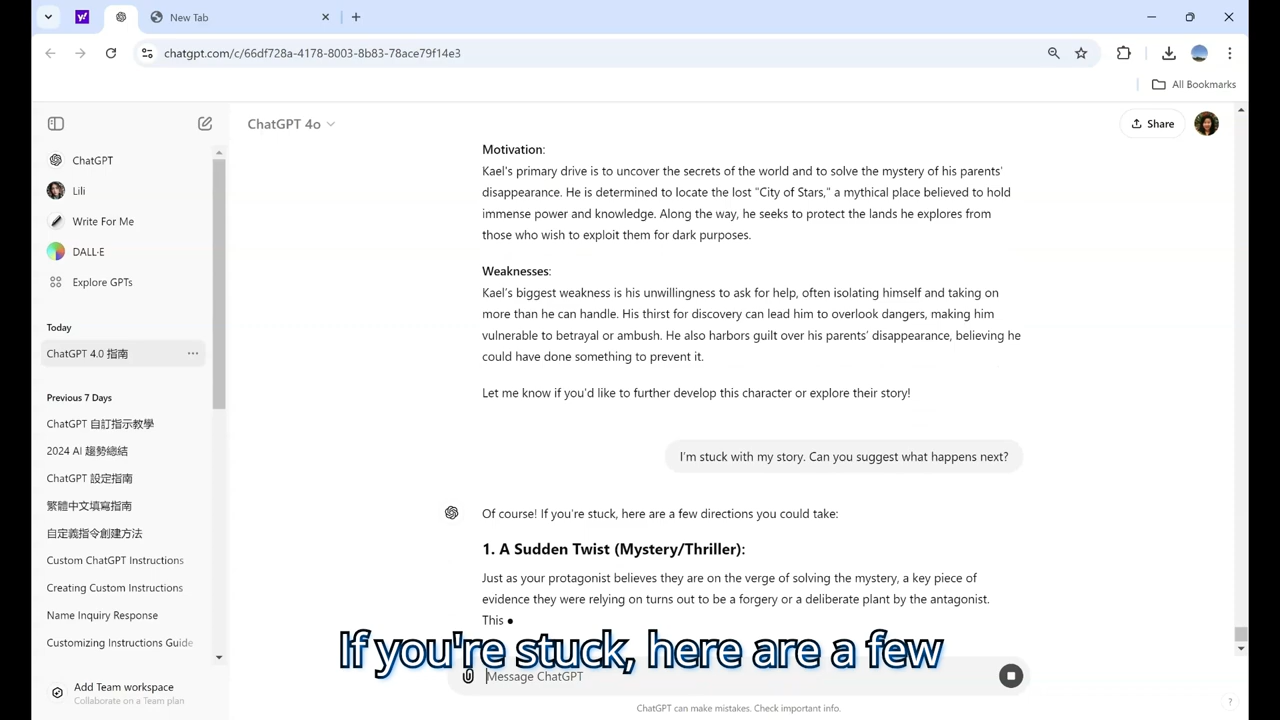 New Tab
chatgpt.com/c/66df728a-4178-8003-8b83-78ace79f14e3
All Bookmarks
ChatGPT 4o
Share
ChatGPT
Lili
Write For Me
DALL·E
Explore GPTs
Today
ChatGPT 4.0 指南
Previous 7 Days
ChatGPT 自訂指示教學
2024 AI 趨勢總結
ChatGPT 設定指南
繁體中文填寫指南
自定義指令創建方法
Custom ChatGPT Instructions
Creating Custom Instructions
Name Inquiry Response
Customizing Instructions Guide
Add Team workspace
Collaborate on a Team plan
Motivation:
Kael's primary drive is to uncover the secrets of the world and to solve the mystery of his parents'
disappearance. He is determined to locate the lost "City of Stars," a mythical place believed to hold
immense power and knowledge. Along the way, he seeks to protect the lands he explores from
those who wish to exploit them for dark purposes.
Weaknesses:
Kael's biggest weakness is his unwillingness to ask for help, often isolating himself and taking on
more than he can handle. His thirst for discovery can lead him to overlook dangers, making him
vulnerable to betrayal or ambush. He also harbors guilt over his parents' disappearance, believing he
could have done something to prevent it.
Let me know if you'd like to further develop this character or explore their story!
I'm stuck with my story. Can you suggest what happens next?
Of course! If you're stuck, here are a few directions you could take:
1. A Sudden Twist (Mystery/Thriller):
Just as your protagonist believes they are on the verge of solving the mystery, a key piece of
evidence they were relying on turns out to be a forgery or a deliberate plant by the antagonist.
This
If you're stuck, here are a few
Message ChatGPT
ChatGPT can make mistakes. Check important info.
?